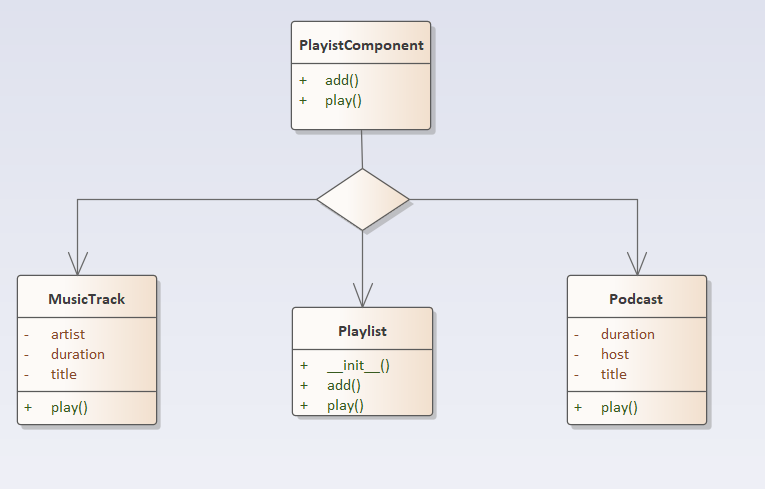 PlayistComponent
+ add()
+ play()
MusicTrack
- artist
- duration
- title
+ play()
Playlist
+ __init__()
+ add()
+ play()
Podcast
- duration
- host
- title
+ play()